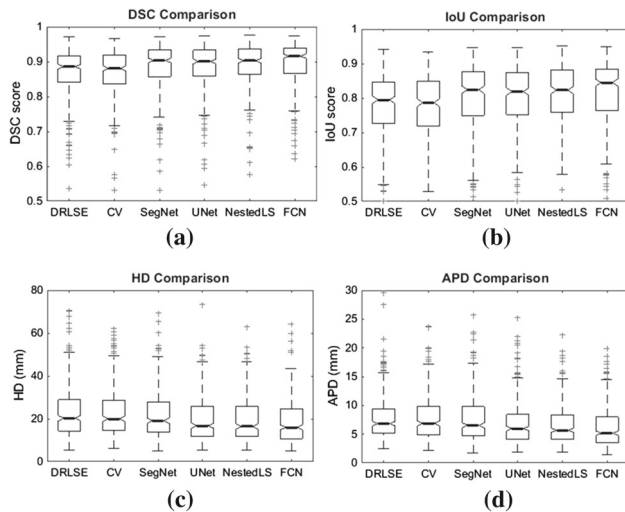 DSC Comparison
1
0.9
0.8
0.7
0.6
0.5
DSC score
DRLSE CV SegNet UNet NestedLS FCN
(a)
IoU Comparison
1
0.9
0.8
0.7
0.6
0.5
IoU score
DRLSE CV SegNet UNet NestedLS FCN
(b)
HD Comparison
80
60
40
20
0
HD (mm)
DRLSE CV SegNet UNet NestedLS FCN
(c)
APD Comparison
30
25
20
15
10
5
0
APD (mm)
DRLSE CV SegNet UNet NestedLS FCN
(d)